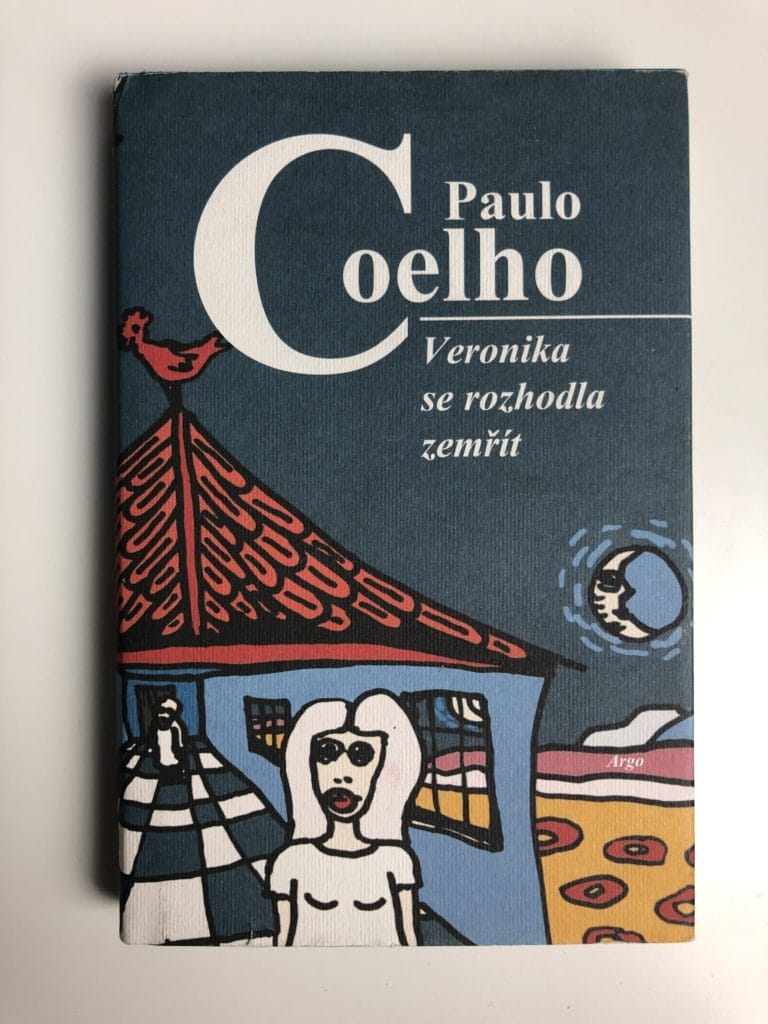 Paulo
Coelho
Veronika
se rozhodla
zemřít
Argo